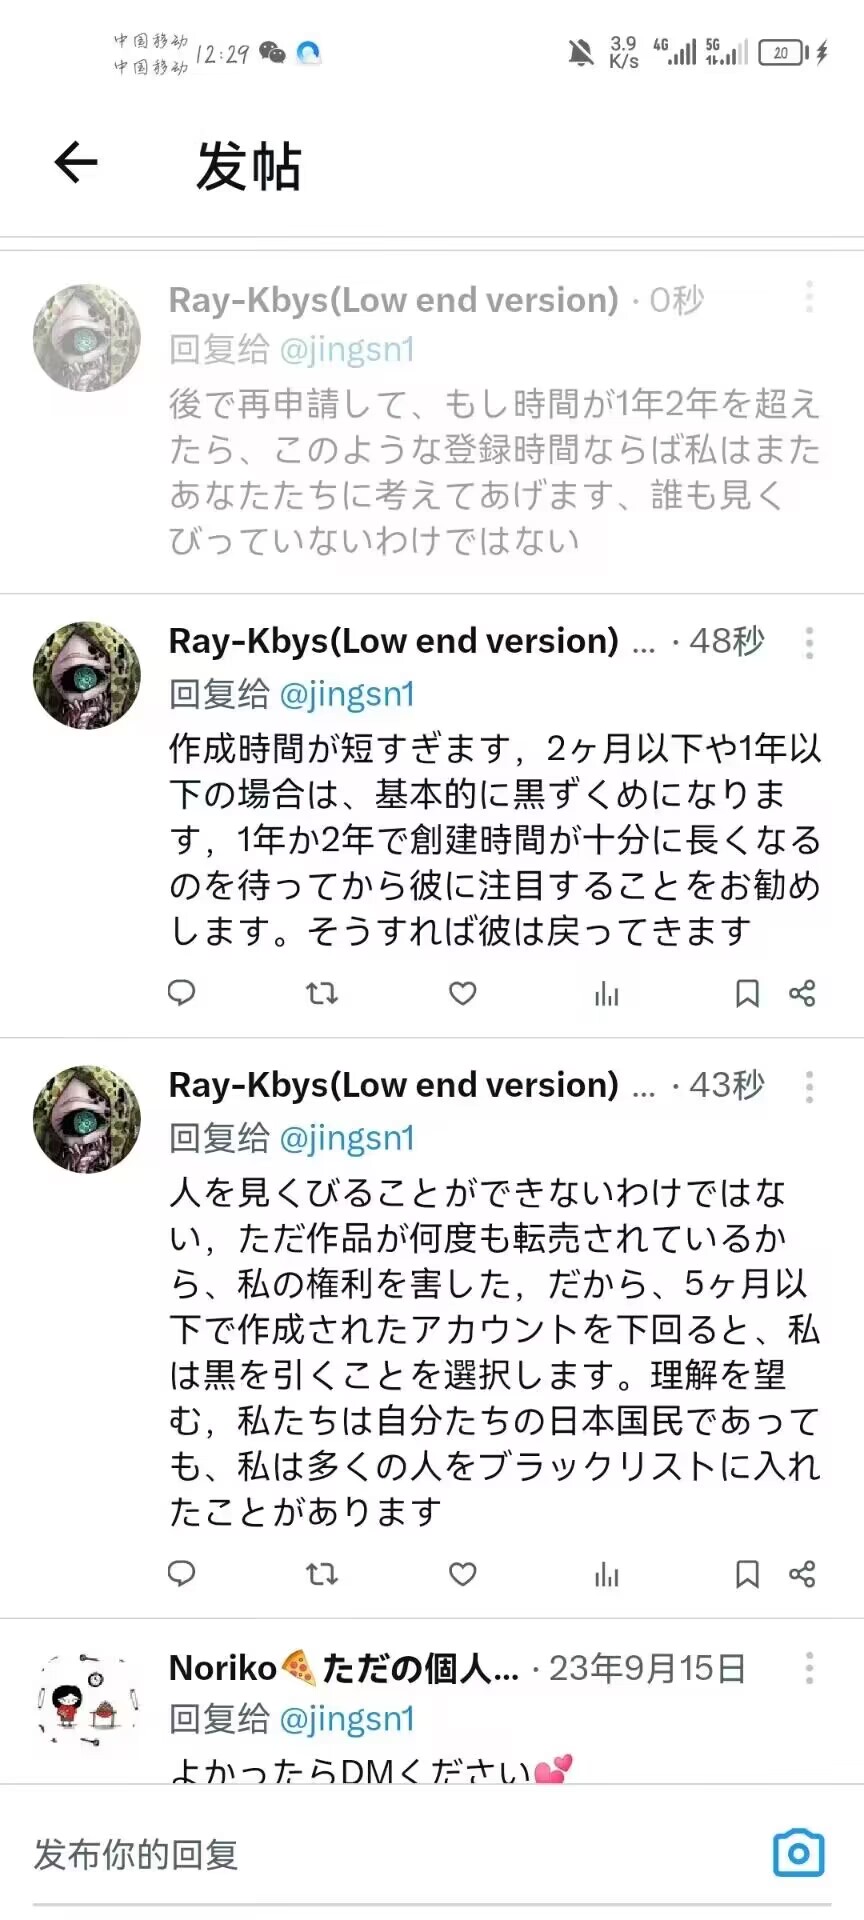 中国移动
中国移动
12:29
3.9
K/s
4G
5G
20
发帖
Ray-Kbys(Low end version) · 0秒
回复给 @jingsn1
後で再申請して、もし時間が1年2年を超え
たら、このような登録時間ならば私はまた
あなたたちに考えてあげます、誰も見く
びっていないわけではない
Ray-Kbys(Low end version) ... · 48秒
回复给 @jingsn1
作成時間が短すぎます，2ヶ月以下や1年以
下の場合は、基本的に黒ずくめになりま
す，1年か2年で創建時間が十分に長くなる
のを待ってから彼に注目することをお勧め
します。そうすれば彼は戻ってきます
Ray-Kbys(Low end version) ... · 43秒
回复给 @jingsn1
人を見くびることができないわけではな
い，ただ作品が何度も転売されているか
ら、私の権利を害した，だから、5ヶ月以
下で作成されたアカウントを下回ると、私
は黒を引くことを選択します。理解を望
む，私たちは自分たちの日本国民であって
も、私は多くの人をブラックリストに入れ
たことがあります
Noriko🍕ただの個人... · 23年9月15日
回复给 @jingsn1
よかったらDMください💕
发布你的回复